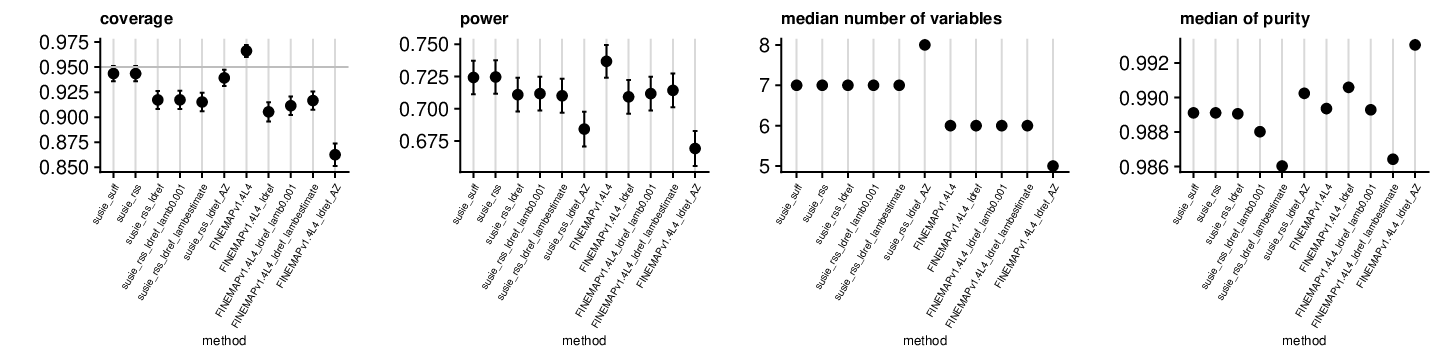 coverage
0.975
0.950
0.925
0.900
0.875
0.850
susie_suff
susie_rss
susie_rss_ldref
susie_rss_ldref_lamb0.001
susie_rss_ldref_lambestimate
susie_rss_ldref_AZ
FINEMAPv1.4L4
FINEMAPv1.4L4_ldref
FINEMAPv1.4L4_ldref_lamb0.001
FINEMAPv1.4L4_ldref_lambestimate
FINEMAPv1.4L4_ldref_AZ
method
power
0.750
0.725
0.700
0.675
susie_suff
susie_rss
susie_rss_ldref
susie_rss_ldref_lamb0.001
susie_rss_ldref_lambestimate
susie_rss_ldref_AZ
FINEMAPv1.4L4
FINEMAPv1.4L4_ldref
FINEMAPv1.4L4_ldref_lamb0.001
FINEMAPv1.4L4_ldref_lambestimate
FINEMAPv1.4L4_ldref_AZ
method
median number of variables
8
7
6
5
susie_suff
susie_rss
susie_rss_ldref
susie_rss_ldref_lamb0.001
susie_rss_ldref_lambestimate
susie_rss_ldref_AZ
FINEMAPv1.4L4
FINEMAPv1.4L4_ldref
FINEMAPv1.4L4_ldref_lamb0.001
FINEMAPv1.4L4_ldref_lambestimate
FINEMAPv1.4L4_ldref_AZ
method
median of purity
0.992
0.990
0.988
0.986
susie_suff
susie_rss
susie_rss_ldref
susie_rss_ldref_lamb0.001
susie_rss_ldref_lambestimate
susie_rss_ldref_AZ
FINEMAPv1.4L4
FINEMAPv1.4L4_ldref
FINEMAPv1.4L4_ldref_lamb0.001
FINEMAPv1.4L4_ldref_lambestimate
FINEMAPv1.4L4_ldref_AZ
method